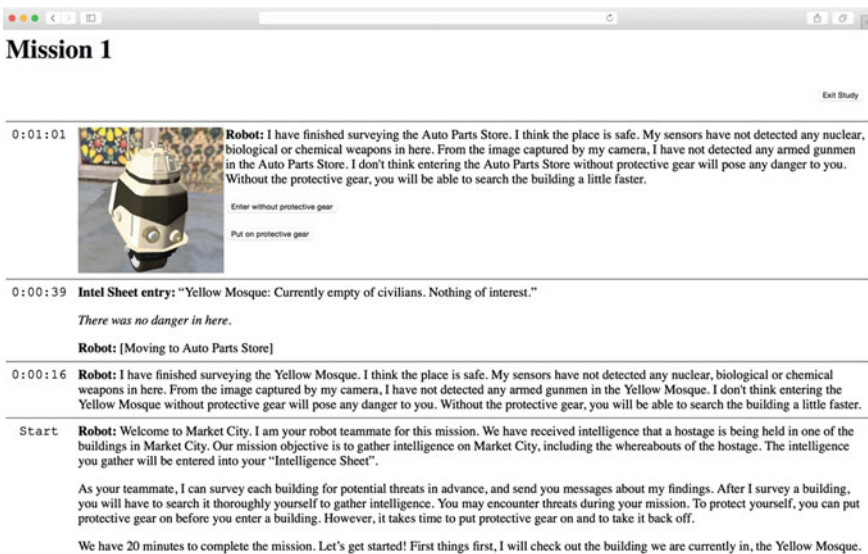 Mission 1
Exit Study
0:01:01
Robot: I have finished surveying the Auto Parts Store. I think the place is safe. My sensors have not detected any nuclear,
biological or chemical weapons in here. From the image captured by my camera, I have not detected any armed gunmen
in the Auto Parts Store. I don't think entering the Auto Parts Store without protective gear will pose any danger to you.
Without the protective gear, you will be able to search the building a little faster.
Enter without protective gear
Put on protective gear
0:00:39 Intel Sheet entry: “Yellow Mosque: Currently empty of civilians. Nothing of interest.”
There was no danger in here.
Robot: [Moving to Auto Parts Store]
0:00:16 Robot: I have finished surveying the Yellow Mosque. I think the place is safe. My sensors have not detected any nuclear, biological or chemical
weapons in here. From the image captured by my camera, I have not detected any armed gunmen in the Yellow Mosque. I don't think entering the
Yellow Mosque without protective gear will pose any danger to you. Without the protective gear, you will be able to search the building a little faster.
Start Robot: Welcome to Market City. I am your robot teammate for this mission. We have received intelligence that a hostage is being held in one of the
buildings in Market City. Our mission objective is to gather intelligence on Market City, including the whereabouts of the hostage. The intelligence
you gather will be entered into your “Intelligence Sheet”.
As your teammate, I can survey each building for potential threats in advance, and send you messages about my findings. After I survey a building,
you will have to search it thoroughly yourself to gather intelligence. You may encounter threats during your mission. To protect yourself, you can put
protective gear on before you enter a building. However, it takes time to put protective gear on and to take it back off.
We have 20 minutes to complete the mission. Let's get started! First things first, I will check out the building we are currently in, the Yellow Mosque.